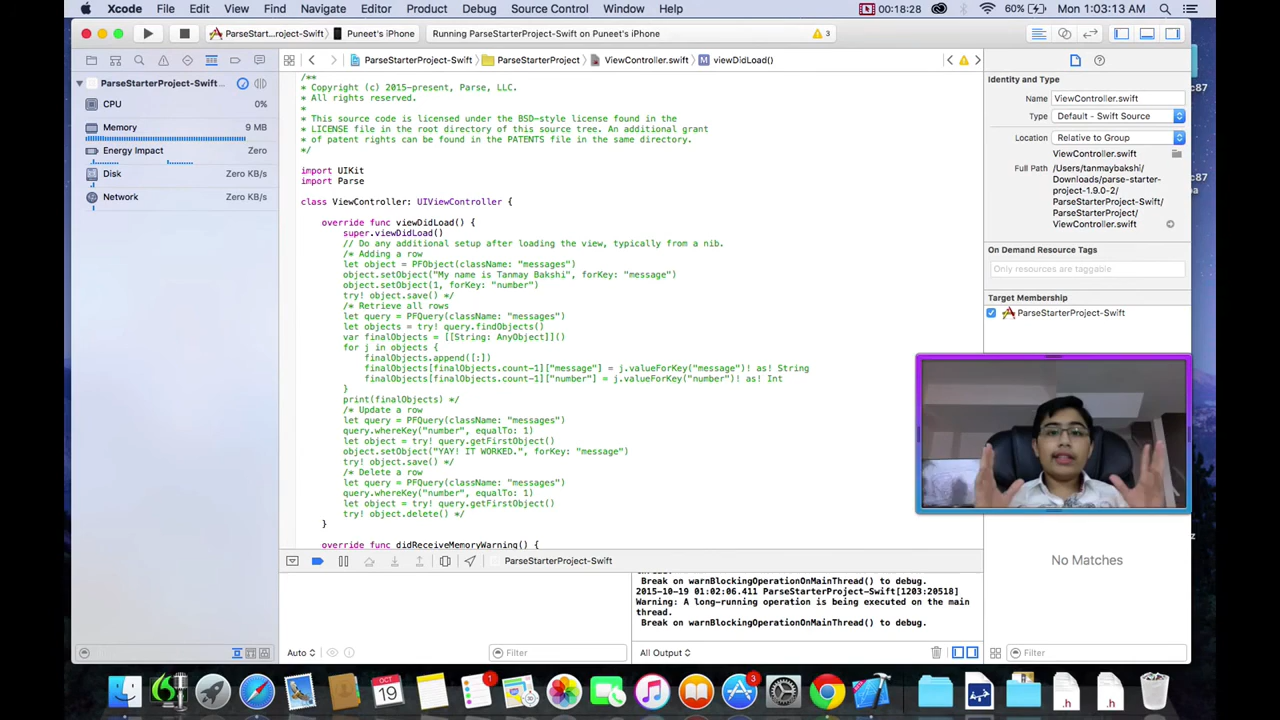 Xcode File Edit View Find Navigate Editor Product Debug Source Control Window Help 00:18:28 60% Mon 1:03:13 AM
ParseSt...roject-Swift Puneet's iPhone Running ParseStarterProject-Swift on Puneet's iPhone 3
ParseStarterProject-Swift ParseStarterProject ViewController.swift M viewDidLoad()
ParseStarterProject-Swift...
CPU 0%
Memory 9 MB
Energy Impact Zero
Disk Zero KB/s
Network Zero KB/s
/**
* Copyright (c) 2015-present, Parse, LLC.
* All rights reserved.
*
* This source code is licensed under the BSD-style license found in the
* LICENSE file in the root directory of this source tree. An additional grant
* of patent rights can be found in the PATENTS file in the same directory.
*/
import UIKit
import Parse
class ViewController: UIViewController {
override func viewDidLoad() {
super.viewDidLoad()
// Do any additional setup after loading the view, typically from a nib.
/* Adding a row
let object = PFObject(className: "messages")
object.setObject("My name is Tanmay Bakshi", forKey: "message")
object.setObject(1, forKey: "number")
try! object.save() */
/* Retrieve all rows
let query = PFQuery(className: "messages")
let objects = try! query.findObjects()
var finalObjects = [[String: AnyObject]]()
for j in objects {
finalObjects.append([:])
finalObjects[finalObjects.count-1]["message"] = j.valueForKey("message")! as! String
finalObjects[finalObjects.count-1]["number"] = j.valueForKey("number")! as! Int
}
print(finalObjects) */
/* Update a row
let query = PFQuery(className: "messages")
query.whereKey("number", equalTo: 1)
let object = try! query.getFirstObject()
object.setObject("YAY! IT WORKED.", forKey: "message")
try! object.save() */
/* Delete a row
let query = PFQuery(className: "messages")
query.whereKey("number", equalTo: 1)
let object = try! query.getFirstObject()
try! object.delete() */
}
override func didReceiveMemoryWarning() {
Identity and Type
Name ViewController.swift
Type Default - Swift Source
Location Relative to Group
ViewController.swift
Full Path /Users/tanmaybakshi/
Downloads/parse-starter-
project-1.9.0-2/
ParseStarterProject-Swift/
ParseStarterProject/
ViewController.swift
On Demand Resource Tags
Only resources are taggable
Target Membership
ParseStarterProject-Swift
No Matches
ParseStarterProject-Swift
Break on warnBlockingOperationOnMainThread() to debug.
2015-10-19 01:02:06.411 ParseStarterProject-Swift[1203:20518]
Warning: A long-running operation is being executed on the main
thread.
Break on warnBlockingOperationOnMainThread() to debug.
Auto Filter All Output Filter
OCT
19
1
3
.h
.h